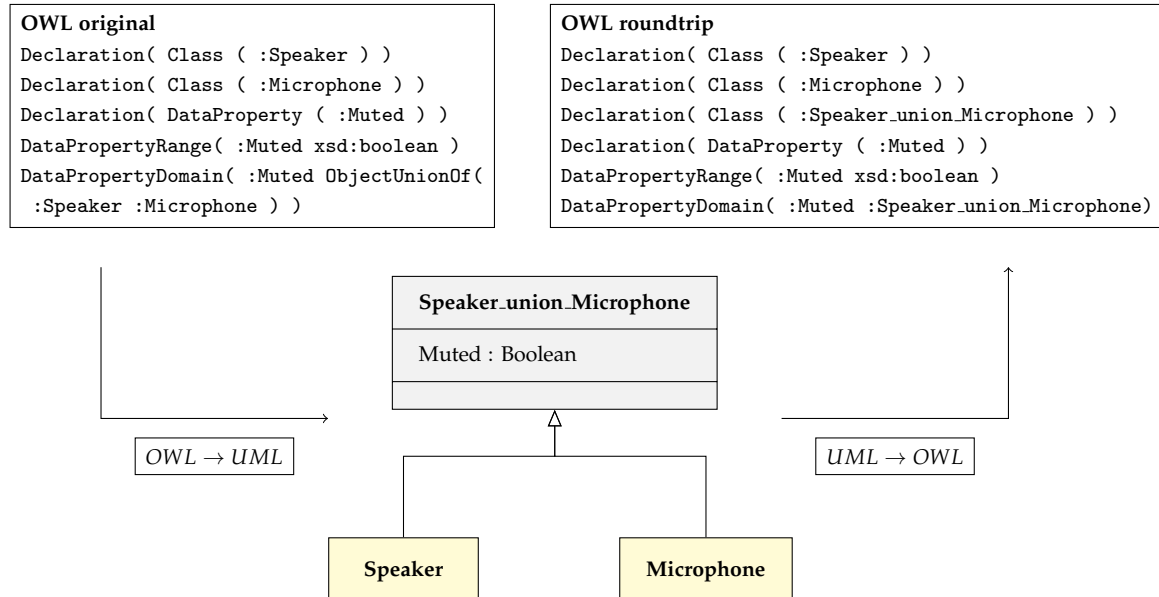 OWL original
Declaration( Class ( :Speaker ) )
Declaration( Class ( :Microphone ) )
Declaration( DataProperty ( :Muted ) )
DataPropertyRange( :Muted xsd:boolean )
DataPropertyDomain( :Muted ObjectUnionOf(
:Speaker :Microphone ) )
OWL roundtrip
Declaration( Class ( :Speaker ) )
Declaration( Class ( :Microphone ) )
Declaration( Class ( :Speaker_union_Microphone ) )
Declaration( DataProperty ( :Muted ) )
DataPropertyRange( :Muted xsd:boolean )
DataPropertyDomain( :Muted :Speaker_union_Microphone)
Speaker_union_Microphone
Muted : Boolean
OWL → UML
UML → OWL
Speaker
Microphone